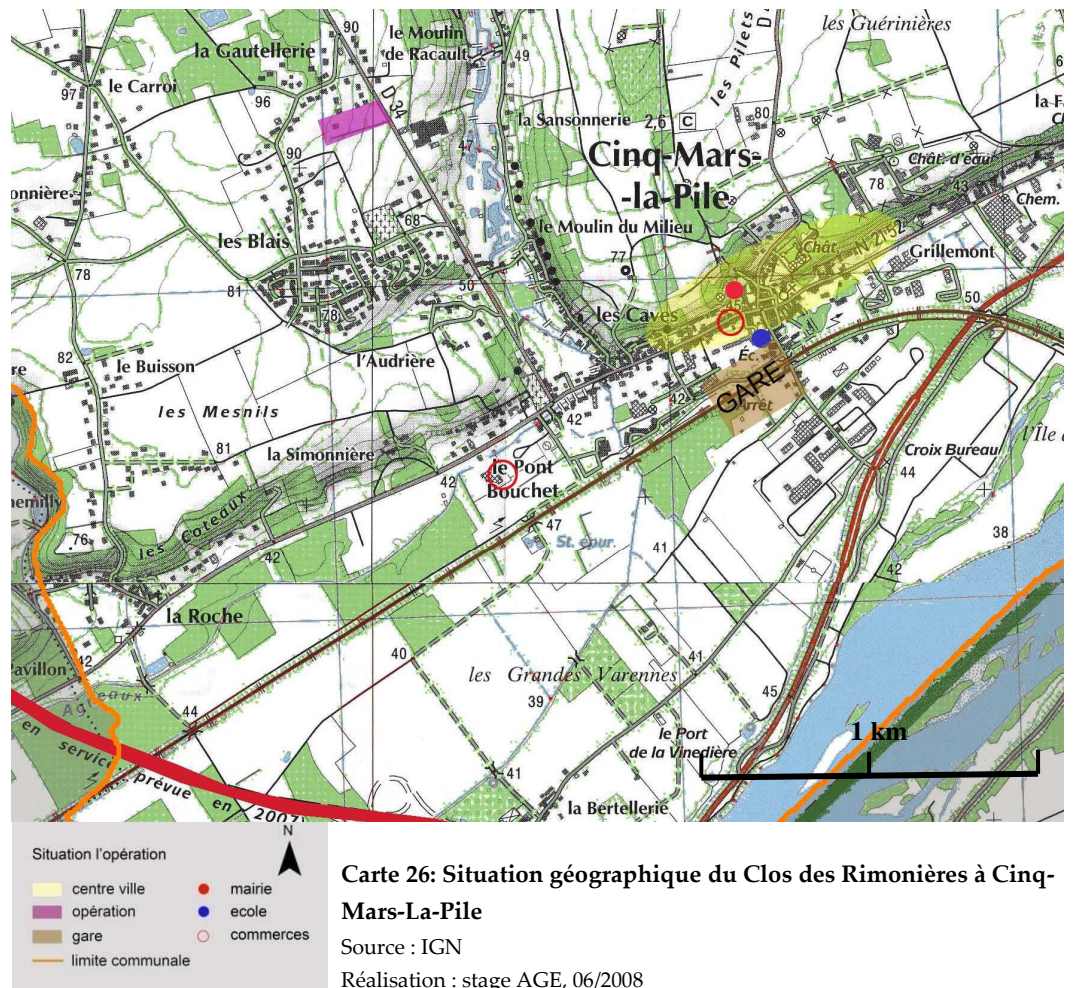 les Guérinières
90
le Moulin
de Racault
la Gautellerie
49
le Carroi
97
96
D 34
les Pilets
D
80
la Sansonnerie
2,6
C
47
90
Cinq-Mars-
-la-Pile
Chât. d'eau
78
43
Chem.
onnière
68
le Moulin du Milieu
les Blais
77
Chât.
N 2
Grillemont
78
81
50
50
78
les Caves
Éc.
82
le Buisson
l'Audrière
GARE
Arrêt
42
les Mesnils
42
81
la Simonnière
le Pont
Bouchet
42
Croix Bureau
44
l'Île
hemilly
76
les Coteaux
47
St. épur.
41
38
42
42
la Roche
Pavillon
42
40
les Grandes Varennes
41
39
45
44
le Port
de la Vinedière
1 km
en service prévue en 2007
41
la Bertellerie
N
Situation l'opération
centre ville
mairie
opération
ecole
gare
commerces
limite communale
Carte 26: Situation géographique du Clos des Rimonières à Cinq-
Mars-La-Pile
Source : IGN
Réalisation : stage AGE, 06/2008